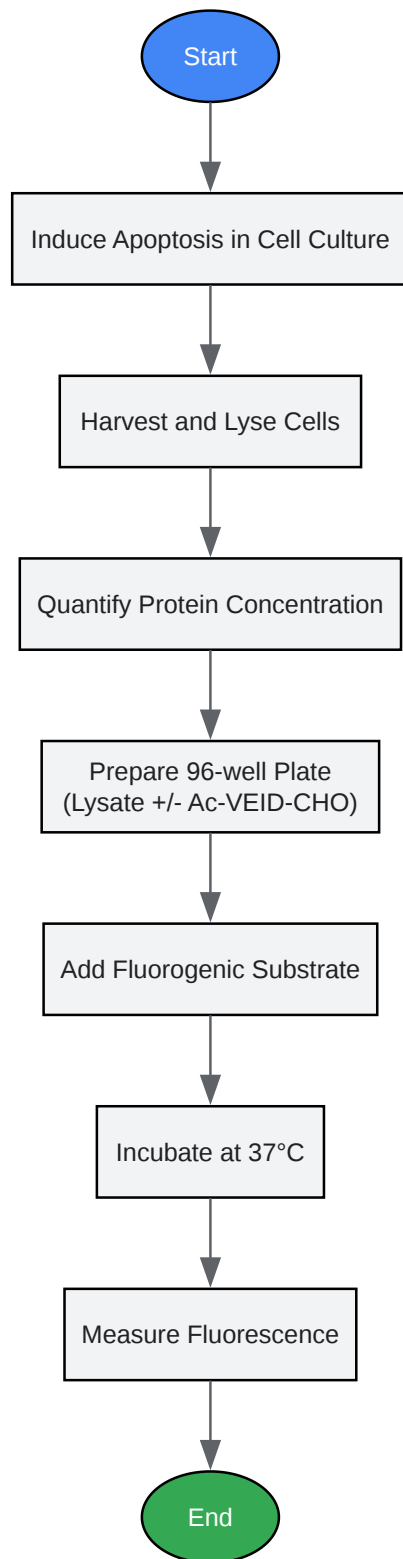 Start
Induce Apoptosis in Cell Culture
Harvest and Lyse Cells
Quantify Protein Concentration
Prepare 96-well Plate
(Lysate +/- Ac-VEID-CHO)
Add Fluorogenic Substrate
Incubate at 37°C
Measure Fluorescence
End